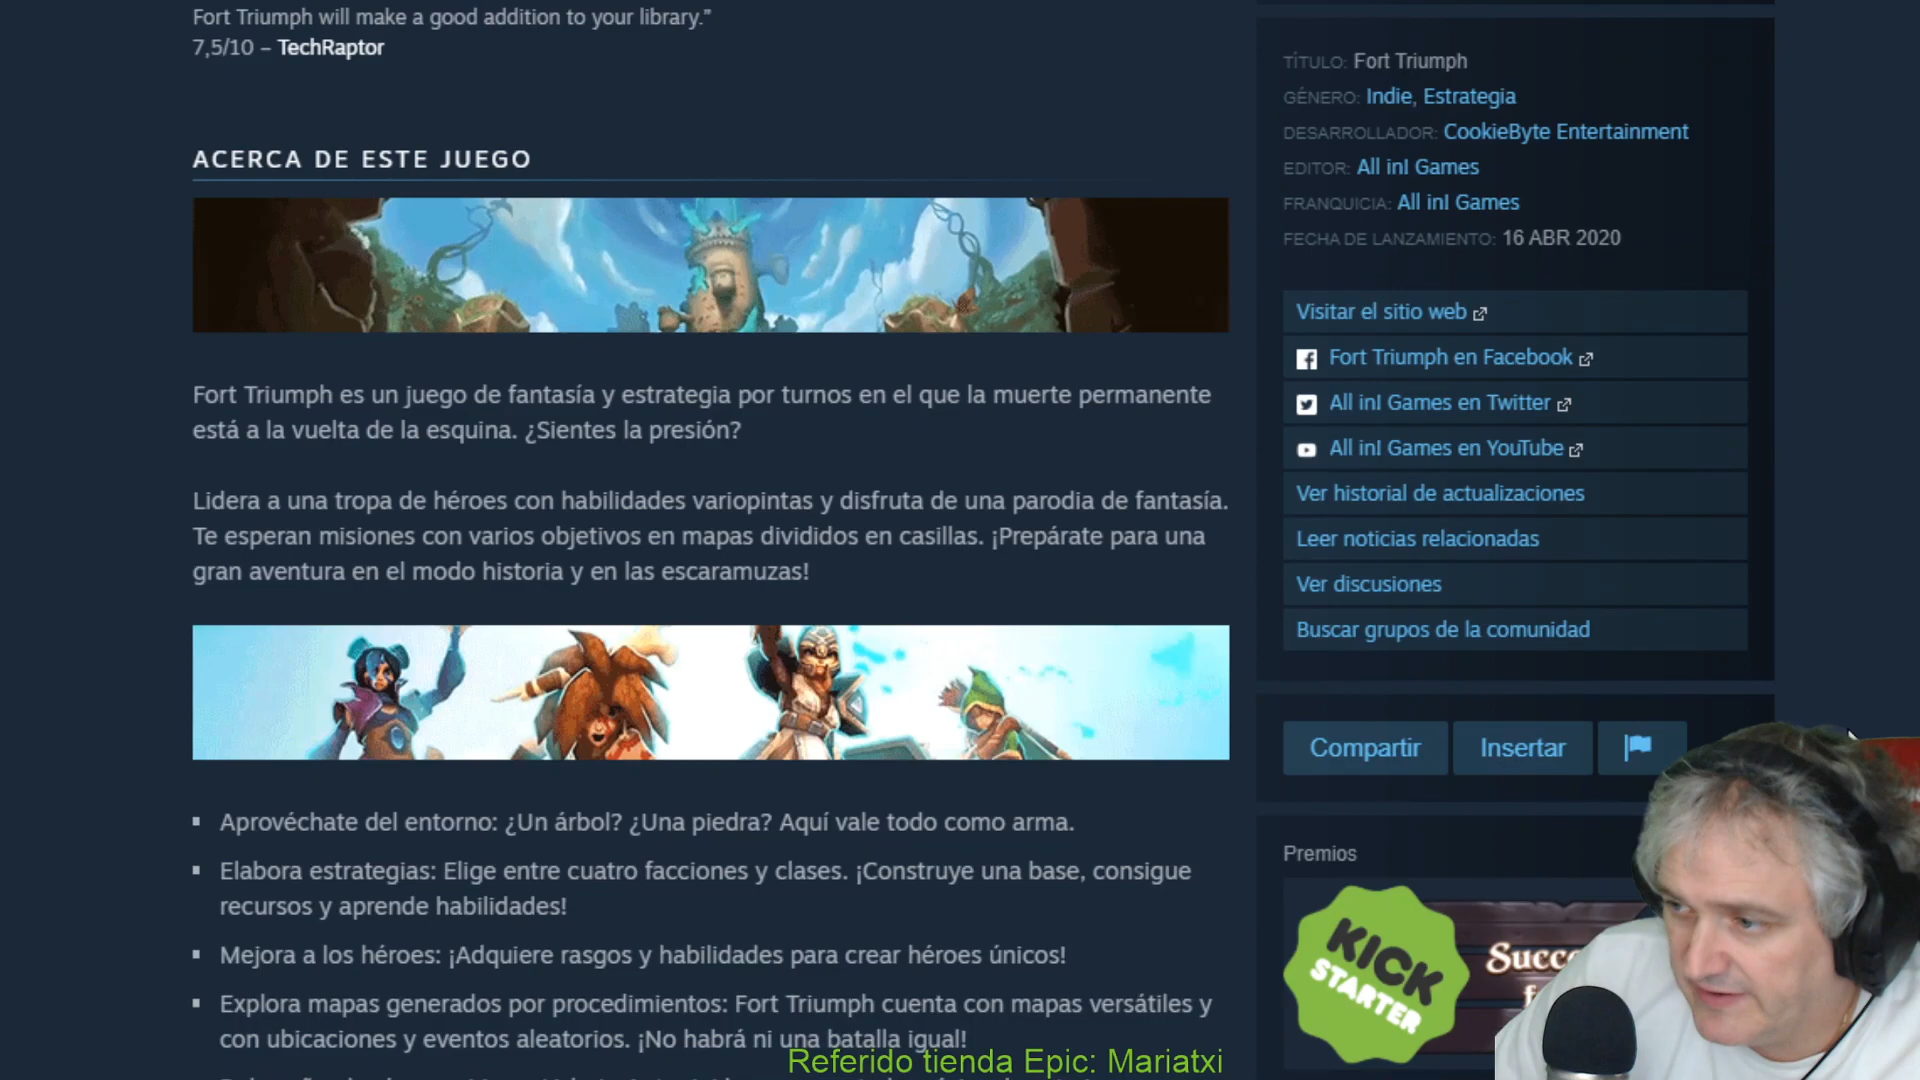 Fort Triumph will make a good addition to your library.”
7,5/10 – TechRaptor
ACERCA DE ESTE JUEGO
Fort Triumph es un juego de fantasía y estrategia por turnos en el que la muerte permanente
está a la vuelta de la esquina. ¿Sientes la presión?
Lidera a una tropa de héroes con habilidades variopintas y disfruta de una parodia de fantasía.
Te esperan misiones con varios objetivos en mapas divididos en casillas. ¡Prepárate para una
gran aventura en el modo historia y en las escaramuzas!
Aprovéchate del entorno: ¿Un árbol? ¿Una piedra? Aquí vale todo como arma.
Elabora estrategias: Elige entre cuatro facciones y clases. ¡Construye una base, consigue
recursos y aprende habilidades!
Mejora a los héroes: ¡Adquiere rasgos y habilidades para crear héroes únicos!
Explora mapas generados por procedimientos: Fort Triumph cuenta con mapas versátiles y
con ubicaciones y eventos aleatorios. ¡No habrá ni una batalla igual!
TÍTULO: Fort Triumph
GÉNERO: Indie, Estrategia
DESARROLLADOR: CookieByte Entertainment
EDITOR: All in! Games
FRANQUICIA: All in! Games
FECHA DE LANZAMIENTO: 16 ABR 2020
Visitar el sitio web
Fort Triumph en Facebook
All in! Games en Twitter
All in! Games en YouTube
Ver historial de actualizaciones
Leer noticias relacionadas
Ver discusiones
Buscar grupos de la comunidad
Compartir Insertar
Premios
KICK
STARTER
Referido tienda Epic: Mariatxi